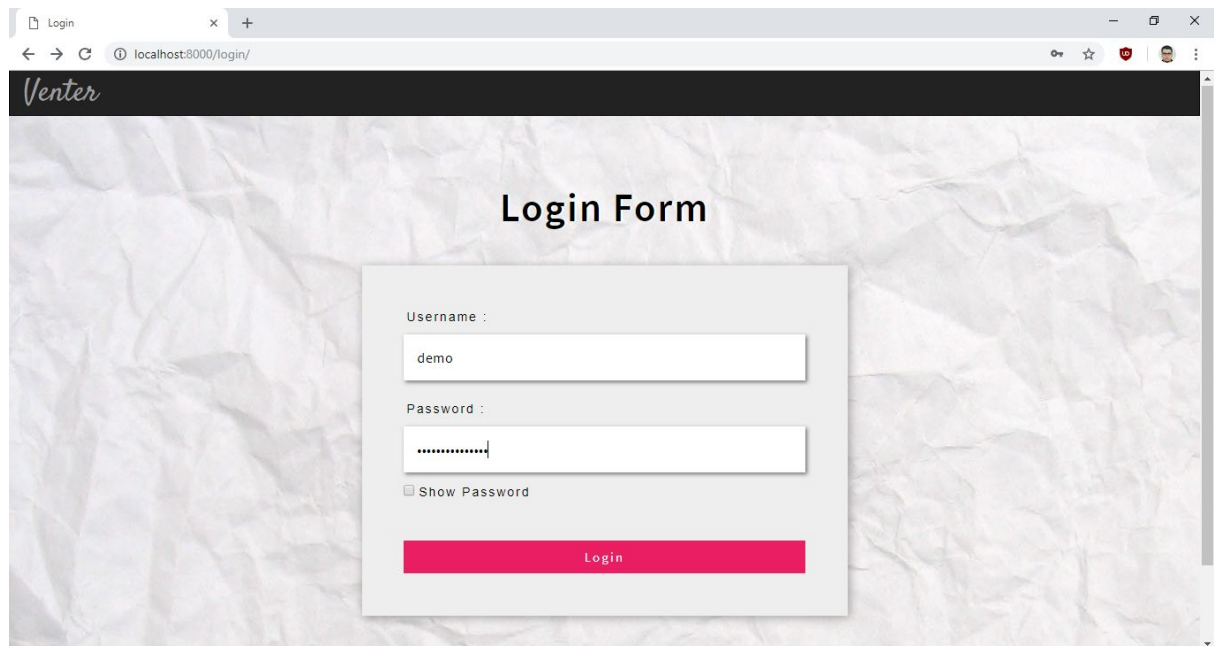 Login
localhost:8000/login/
Venter
Login Form
Username :
demo
Password :
•••••••••••••••
Show Password
Login